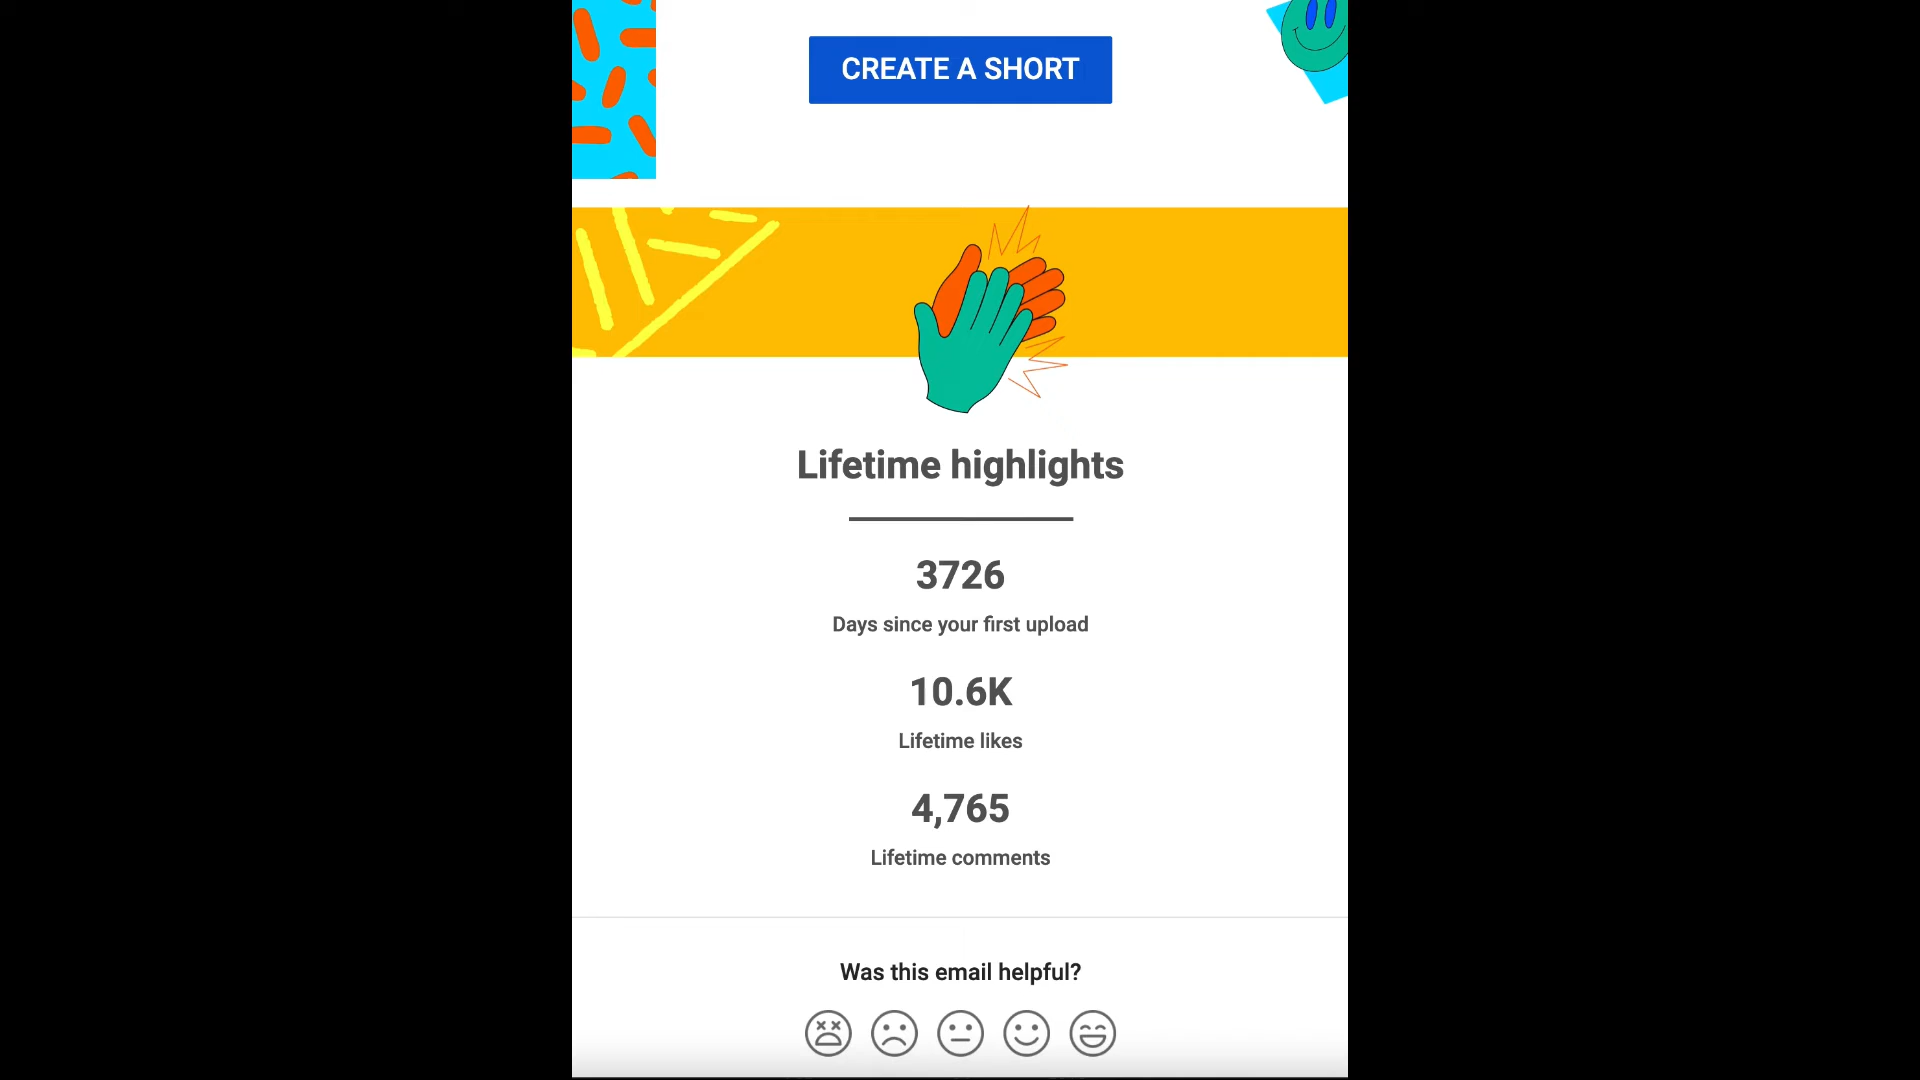 CREATE A SHORT
Lifetime highlights
3726
Days since your first upload
10.6K
Lifetime likes
4,765
Lifetime comments
Was this email helpful?